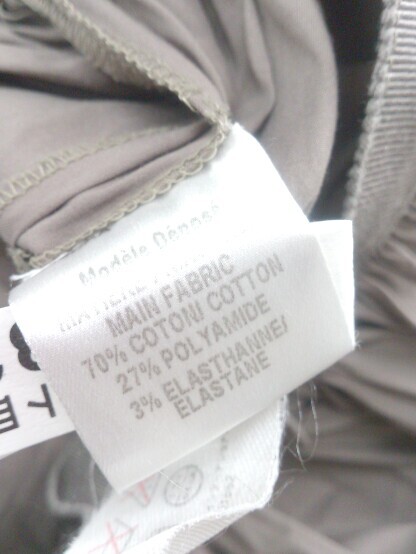 Modèle Déposé
MAIN FABRIC
70% COTON/ COTTON
27% POLYAMIDE
3% ELASTHANNE/
ELASTANE